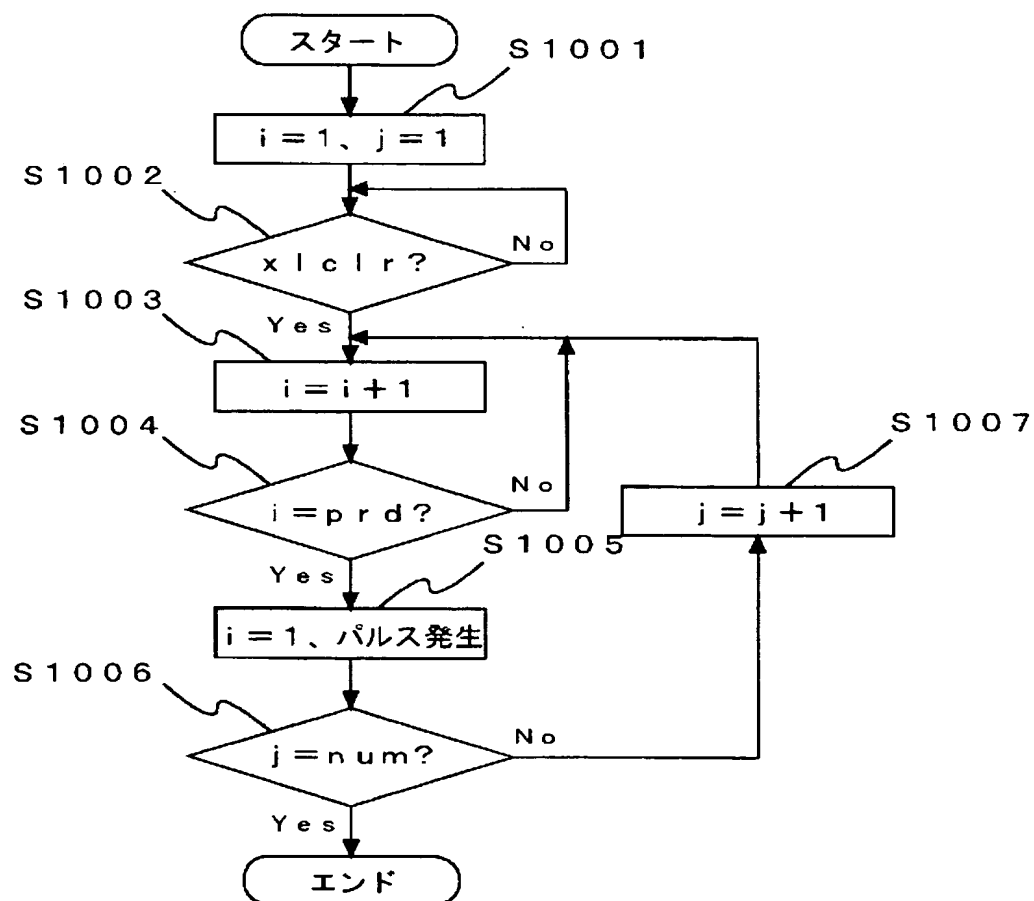 スタート
S1001
i=1、j=1
S1002
xlclr?
No
Yes
S1003
i=i+1
S1004
i=prd?
No
Yes
S1007
j=j+1
S1005
i=1、パルス発生
S1006
j=num?
No
Yes
エンド